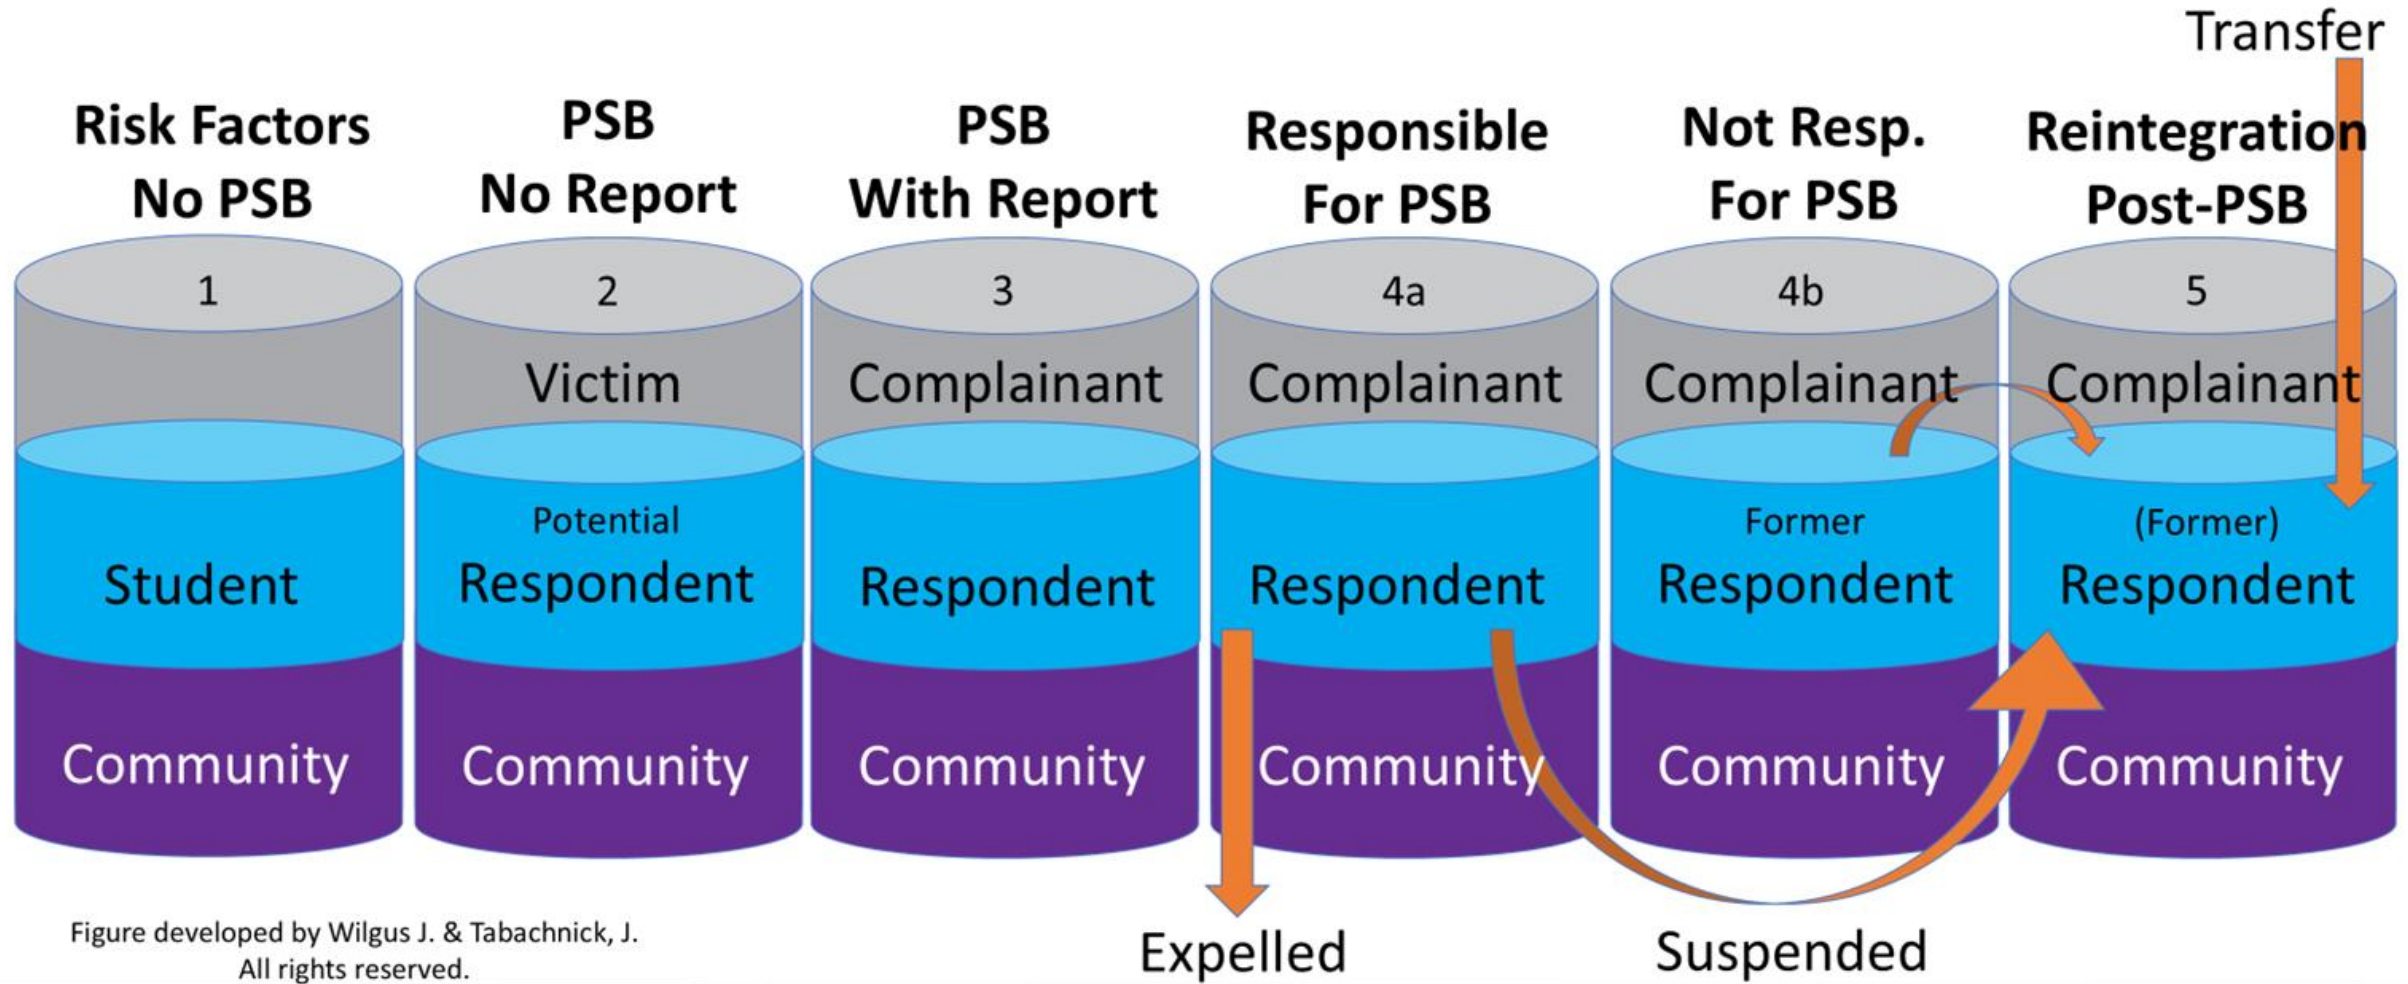 Transfer
Risk Factors
No PSB
PSB
No Report
PSB
With Report
Responsible
For PSB
Not Resp.
For PSB
Reintegration
Post-PSB
1
2
3
4a
4b
5
Victim
Complainant
Complainant
Complainant
Complainant
Student
Potential
Respondent
Respondent
Respondent
Former
Respondent
(Former)
Respondent
Community
Community
Community
Community
Community
Community
Expelled
Suspended
Figure developed by Wilgus J. & Tabachnick, J.
All rights reserved.